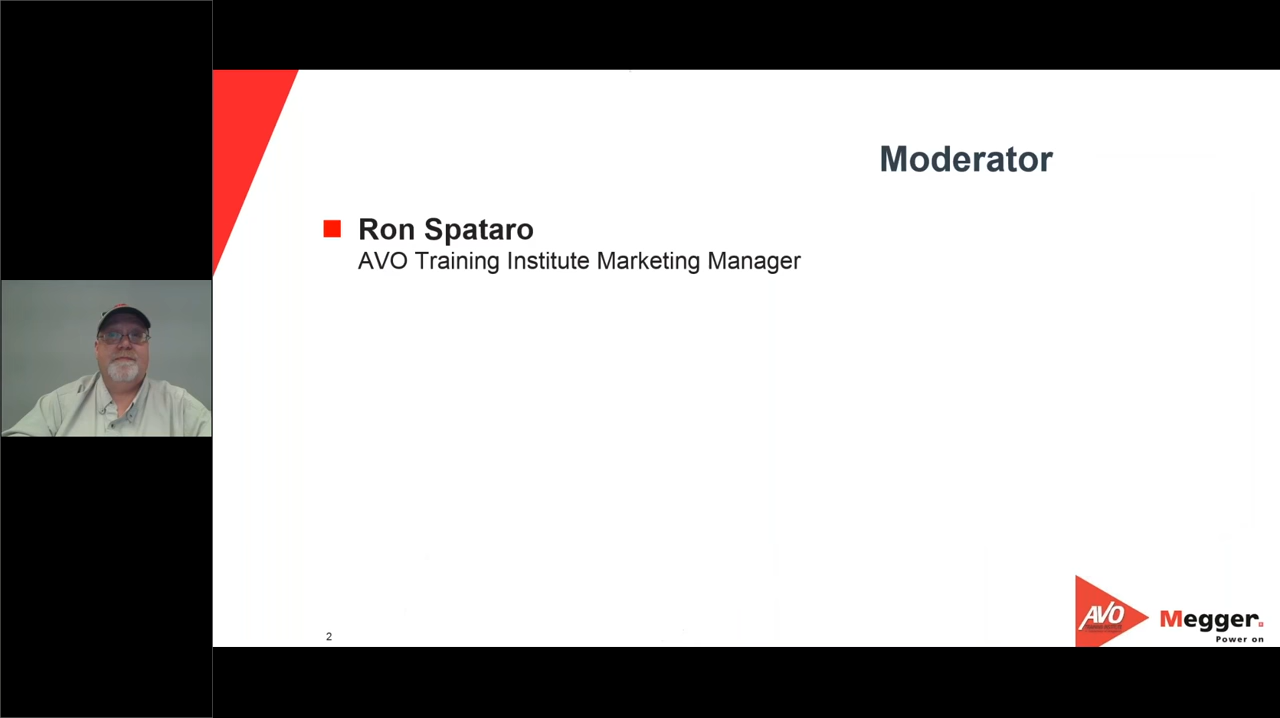 Moderator
Ron Spataro
AVO Training Institute Marketing Manager
2
AVO
Megger.
Power on